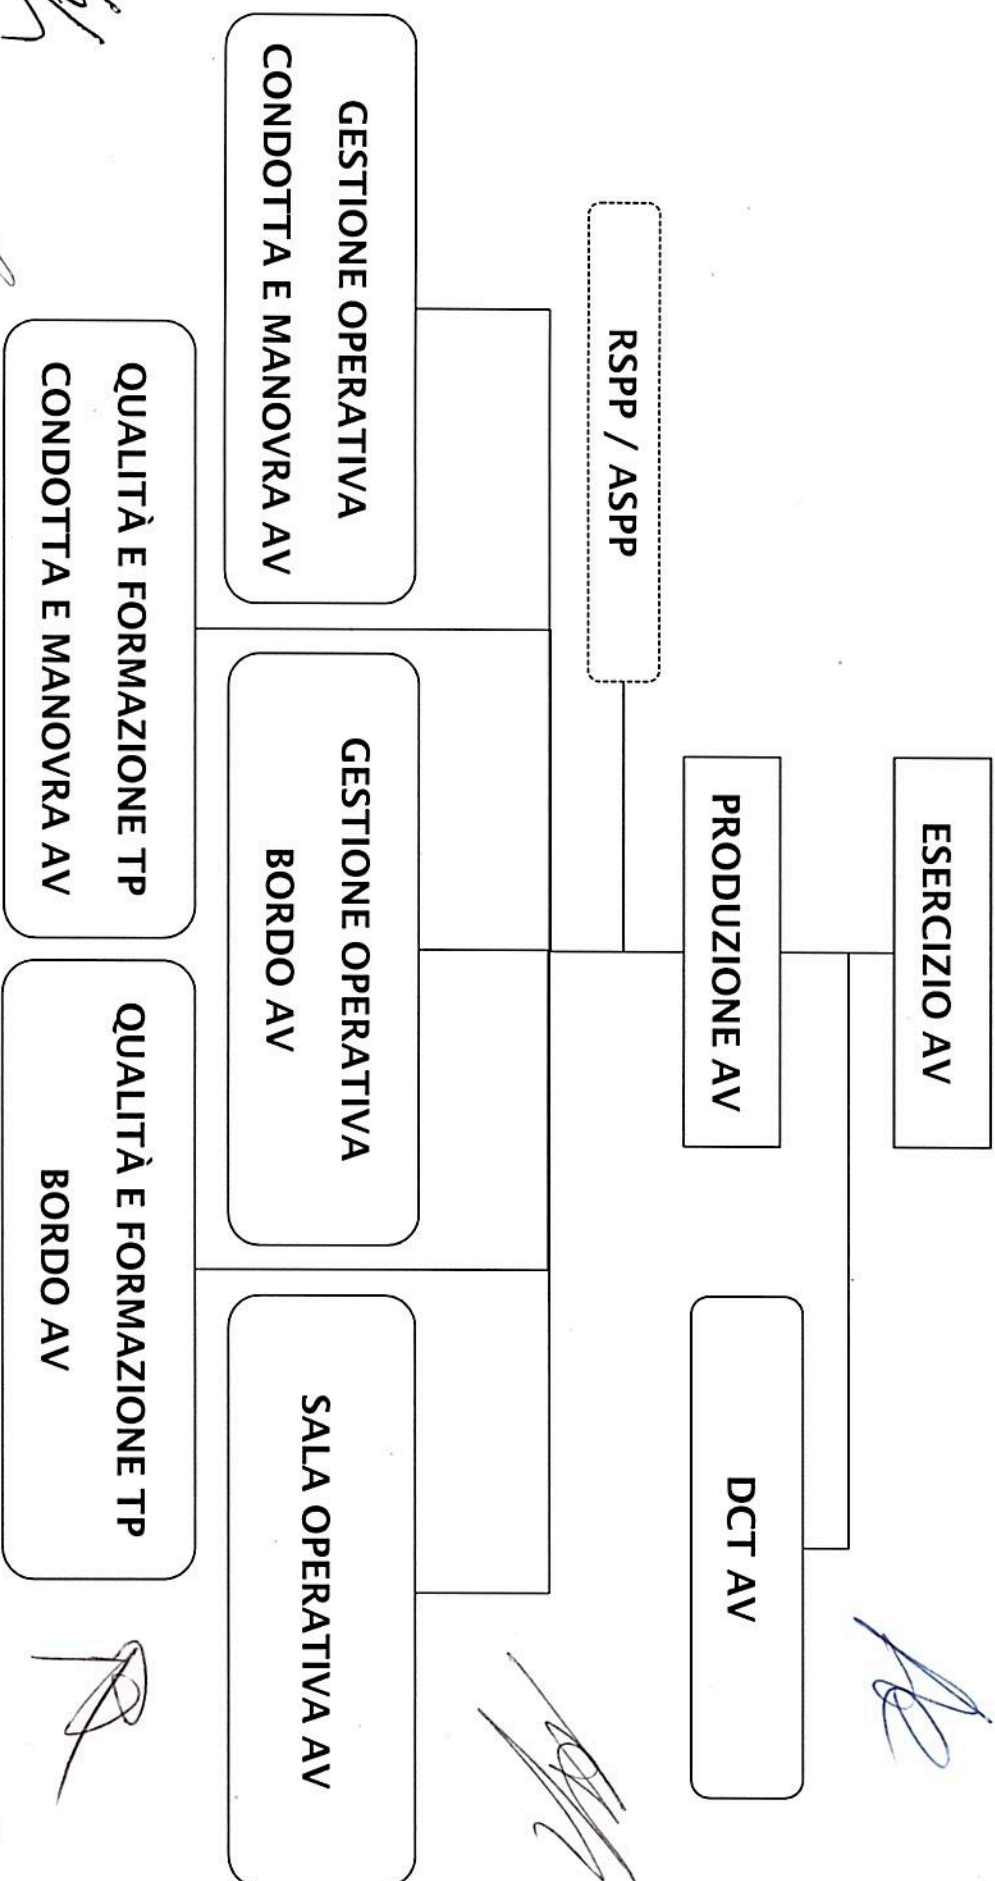 ESERCIZIO AV
PRODUZIONE AV
DCT AV
RSPP / ASPP
GESTIONE OPERATIVA
CONDOTTA E MANOVRA AV
GESTIONE OPERATIVA
BORDO AV
SALA OPERATIVA AV
QUALITÀ E FORMAZIONE TP
CONDOTTA E MANOVRA AV
QUALITÀ E FORMAZIONE TP
BORDO AV